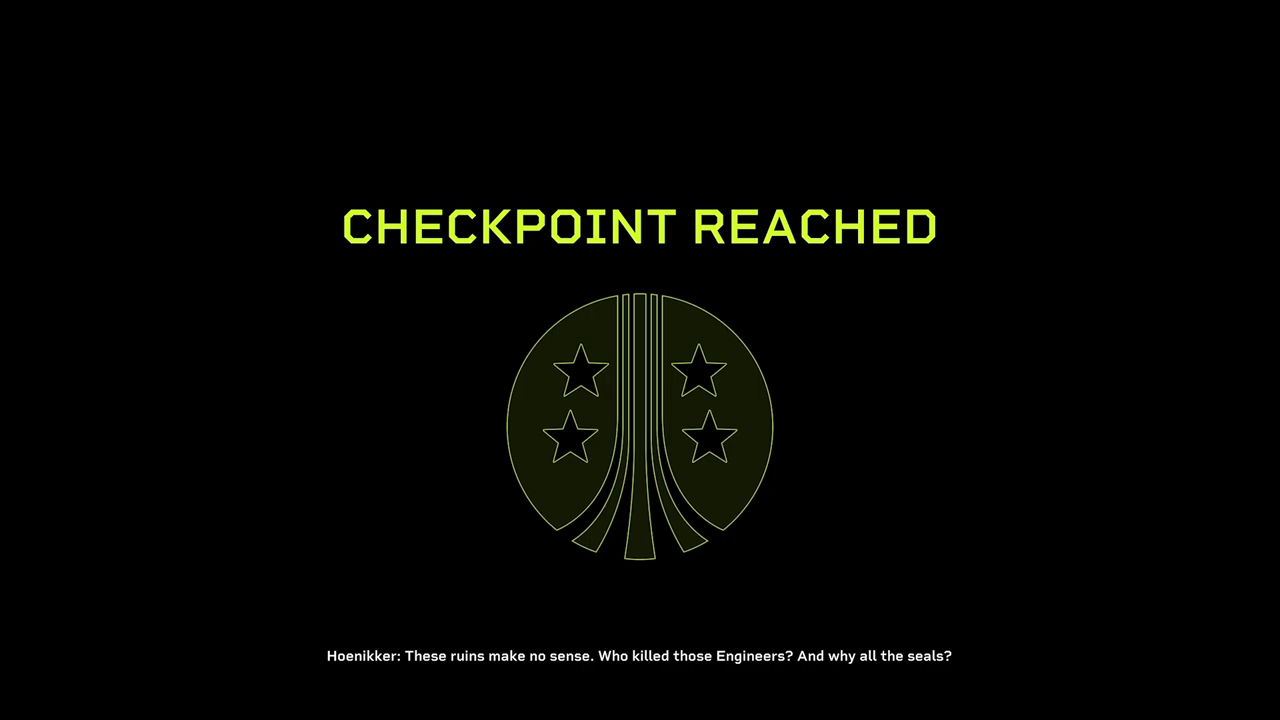 CHECKPOINT REACHED
Hoenikker: These ruins make no sense. Who killed those Engineers? And why all the seals?